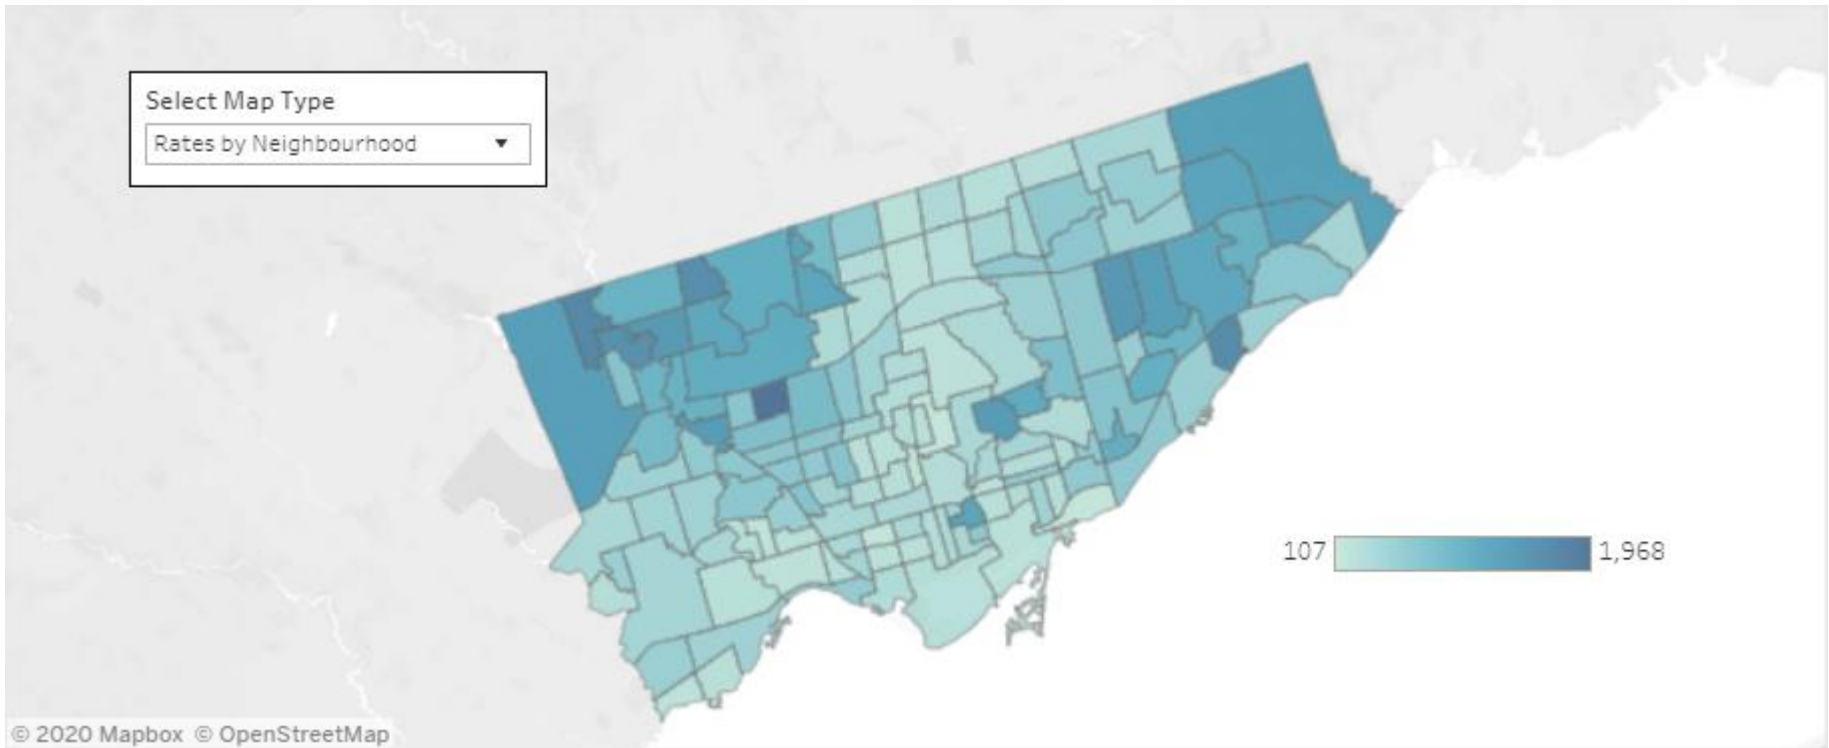 Select Map Type
Rates by Neighbourhood
107
1,968
© 2020 Mapbox © OpenStreetMap